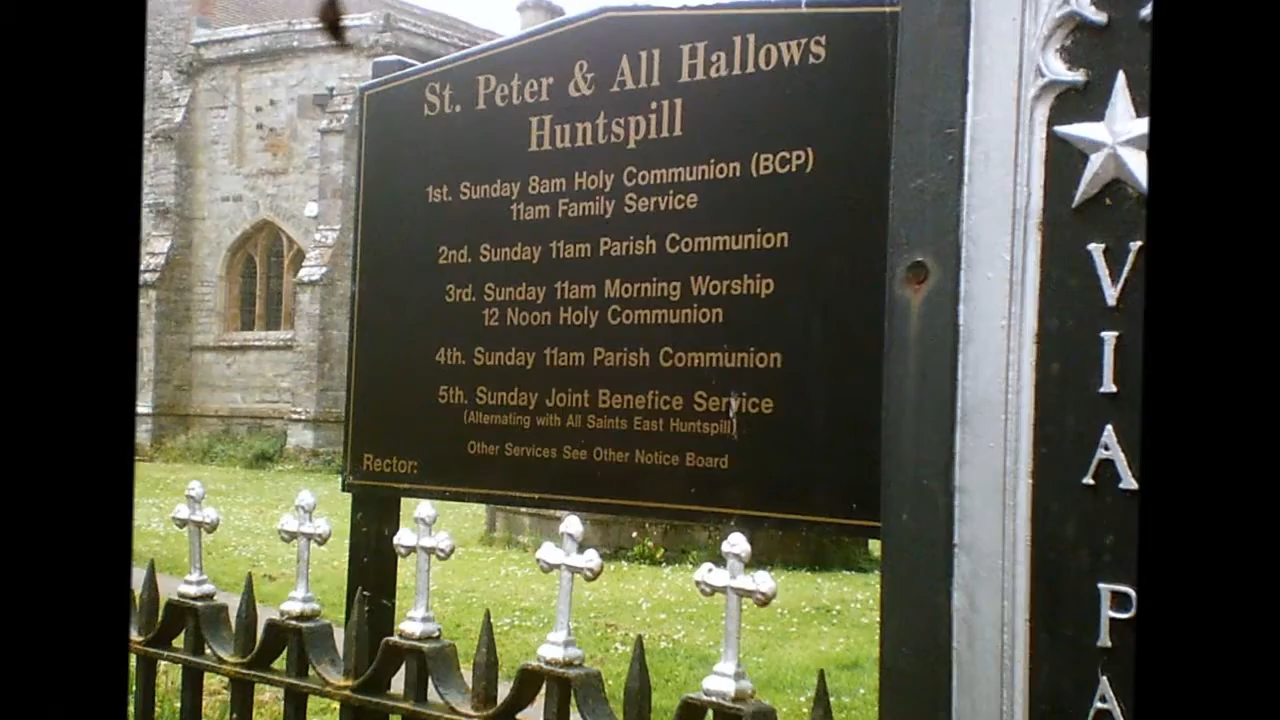 St. Peter & All Hallows
Huntspill
1st. Sunday 8am Holy Communion (BCP)
11am Family Service
2nd. Sunday 11am Parish Communion
3rd. Sunday 11am Morning Worship
12 Noon Holy Communion
4th. Sunday 11am Parish Communion
5th. Sunday Joint Benefice Service
(Alternating with All Saints East Huntspill)
Other Services See Other Notice Board
Rector:
VIA PA